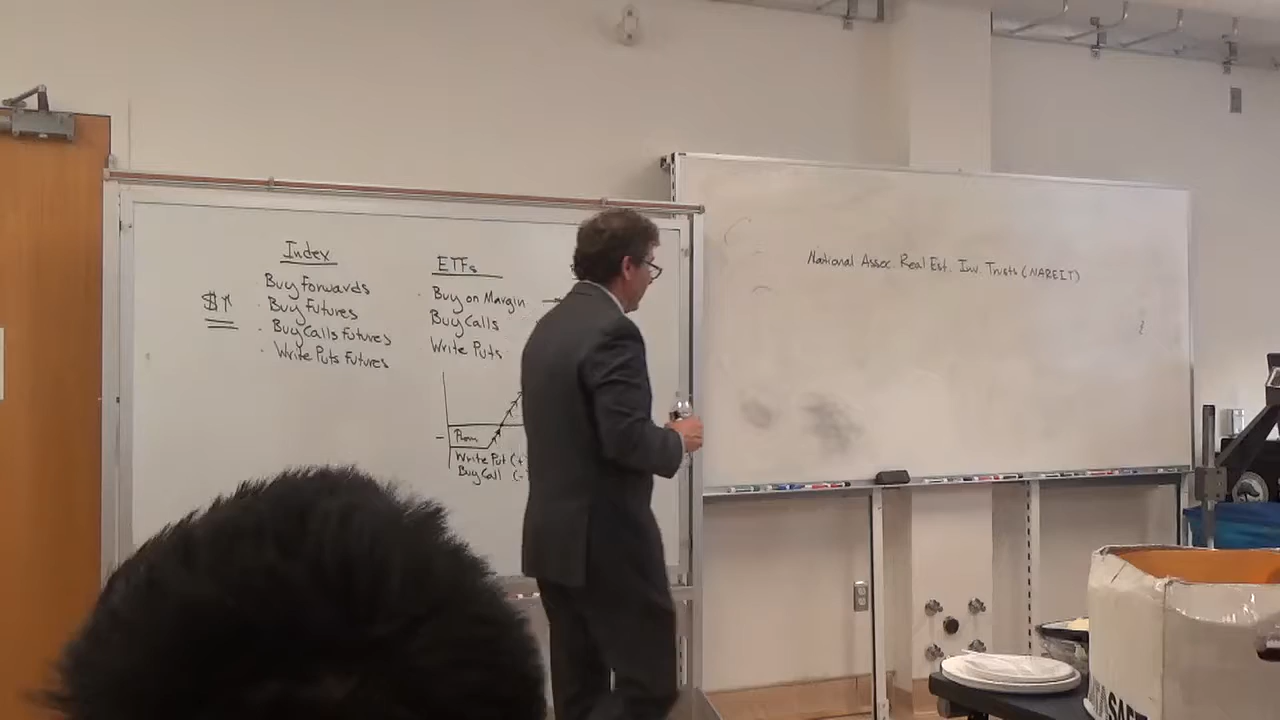 Index
$↑
Buy Forwards
· Buy Futures
· Buy Calls Futures
· Write Puts Futures
ETFs
Buy on Margin
Buy Calls
Write Puts
Prem
Write Put (+
Buy Call (-
National Assoc. Real Est. Inv. Trusts (NAREIT)